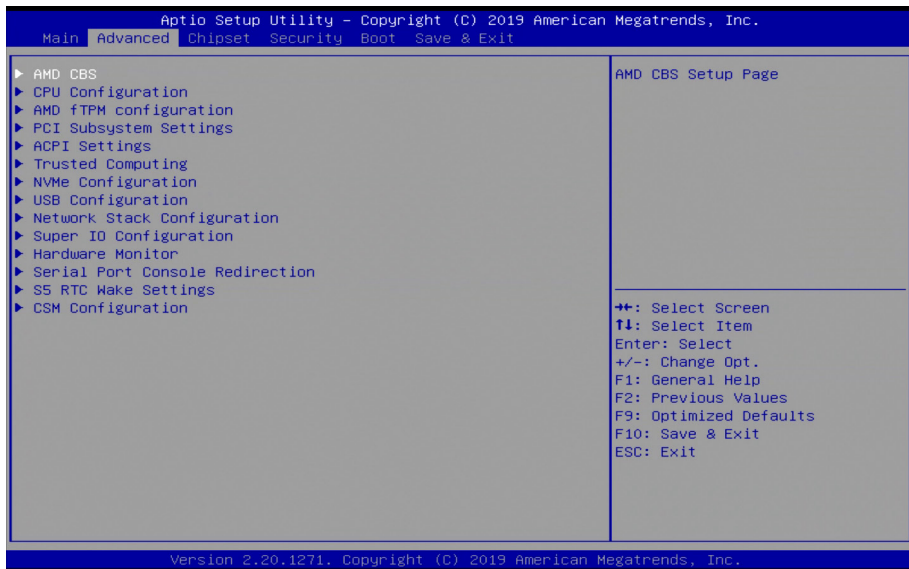 Aptio Setup Utility – Copyright (C) 2019 American Megatrends, Inc.
Main Advanced Chipset Security Boot Save & Exit
▶ AMD CBS
▶ CPU Configuration
▶ AMD fTPM configuration
▶ PCI Subsystem Settings
▶ ACPI Settings
▶ Trusted Computing
▶ NVMe Configuration
▶ USB Configuration
▶ Network Stack Configuration
▶ Super IO Configuration
▶ Hardware Monitor
▶ Serial Port Console Redirection
▶ S5 RTC Wake Settings
▶ CSM Configuration
AMD CBS Setup Page
→←: Select Screen
↑↓: Select Item
Enter: Select
+/-: Change Opt.
F1: General Help
F2: Previous Values
F9: Optimized Defaults
F10: Save & Exit
ESC: Exit
Version 2.20.1271. Copyright (C) 2019 American Megatrends, Inc.